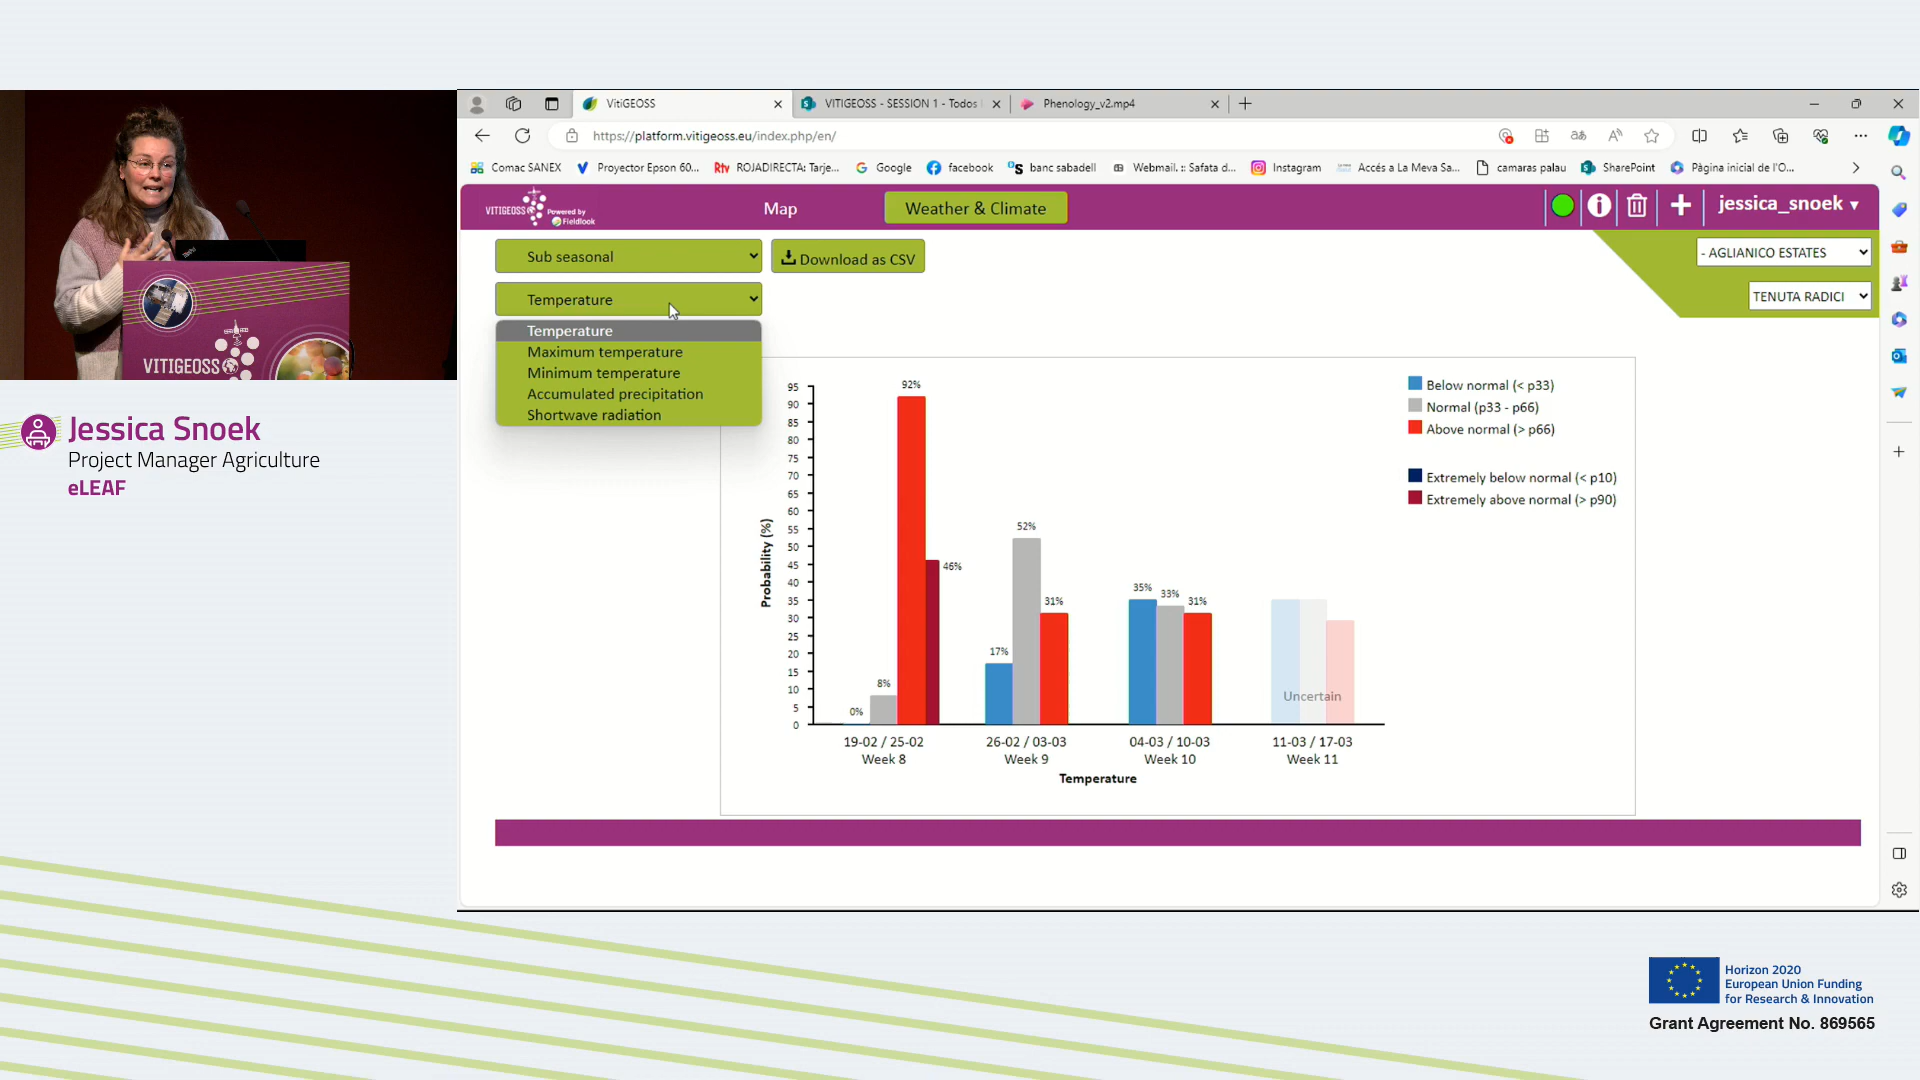 VITIGEOSS
Jessica Snoek
Project Manager Agriculture
eLEAF
VitiGEOSS
VITIGEOSS - SESSION 1 - Todos
Phenology_v2.mp4
https://platform.vitigeoss.eu/index.php/en/
Comac SANEX
Proyector Epson 60...
Rtv ROJADIRECTA: Tarje...
Google
facebook
banc sabadell
Webmail. :: Safata d...
Instagram
Accés a La Meva Sa...
camaras palau
SharePoint
Pàgina inicial de l'O...
VITIGEOSS
Powered by
Fieldlook
Map
Weather & Climate
jessica_snoek
Sub seasonal
Download as CSV
- AGLIANICO ESTATES
Temperature
TENUTA RADICI
Temperature
Maximum temperature
Minimum temperature
Accumulated precipitation
Shortwave radiation
Probability (%)
95
90
85
80
75
70
65
60
55
50
45
40
35
30
25
20
15
10
5
0
0%
8%
92%
46%
17%
52%
31%
35%
33%
31%
Uncertain
Below normal (< p33)
Normal (p33 - p66)
Above normal (> p66)
Extremely below normal (< p10)
Extremely above normal (> p90)
19-02 / 25-02
Week 8
26-02 / 03-03
Week 9
04-03 / 10-03
Week 10
11-03 / 17-03
Week 11
Temperature
Horizon 2020
European Union Funding
for Research & Innovation
Grant Agreement No. 869565